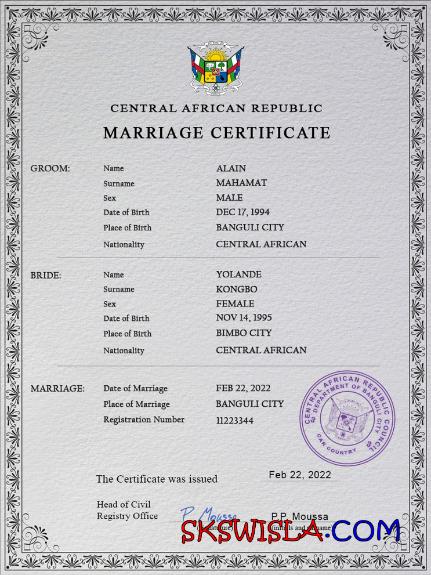 CENTRAL AFRICAN REPUBLIC
MARRIAGE CERTIFICATE
GROOM: Name ALAIN
Surname MAHAMAT
Sex MALE
Date of Birth DEC 17, 1994
Place of Birth BANGULI CITY
Nationality CENTRAL AFRICAN
BRIDE: Name YOLANDE
Surname KONGBO
Sex FEMALE
Date of Birth NOV 14, 1995
Place of Birth BIMBO CITY
Nationality CENTRAL AFRICAN
MARRIAGE: Date of Marriage FEB 22, 2022
Place of Marriage BANGULI CITY
Registration Number 11223344
CENTRAL AFRICAN REPUBLIC COUNCIL
DEPARTMENT OF BANGULI CITY
CAR COUNTRY
The Certificate was issued Feb 22, 2022
Head of Civil
Registry Office P. Moussa P.P. Moussa
SKSWISLA.COM